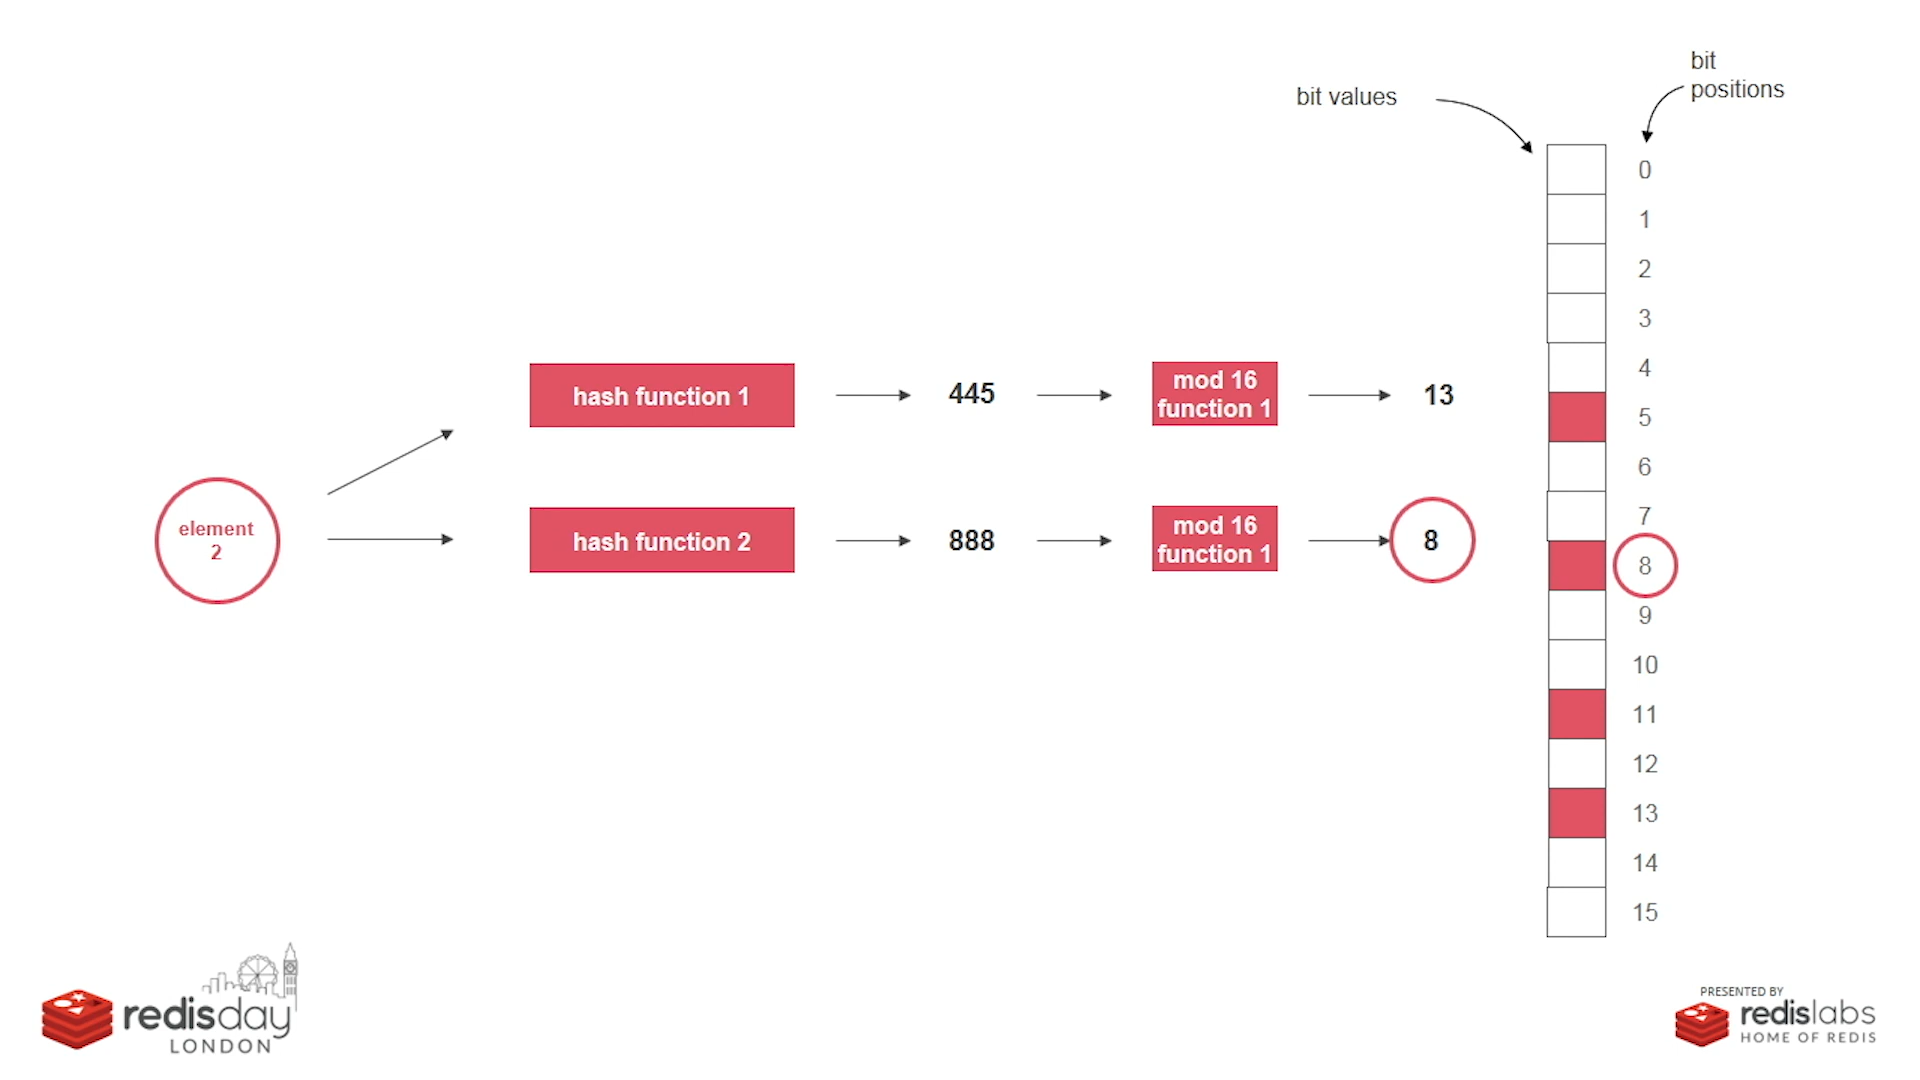 bit
positions
bit values
0
1
2
3
4
5
6
7
8
9
10
11
12
13
14
15
hash function 1
445
mod 16
function 1
13
element
2
hash function 2
888
mod 16
function 1
8
redisday
LONDON
PRESENTED BY
redislabs
HOME OF REDIS